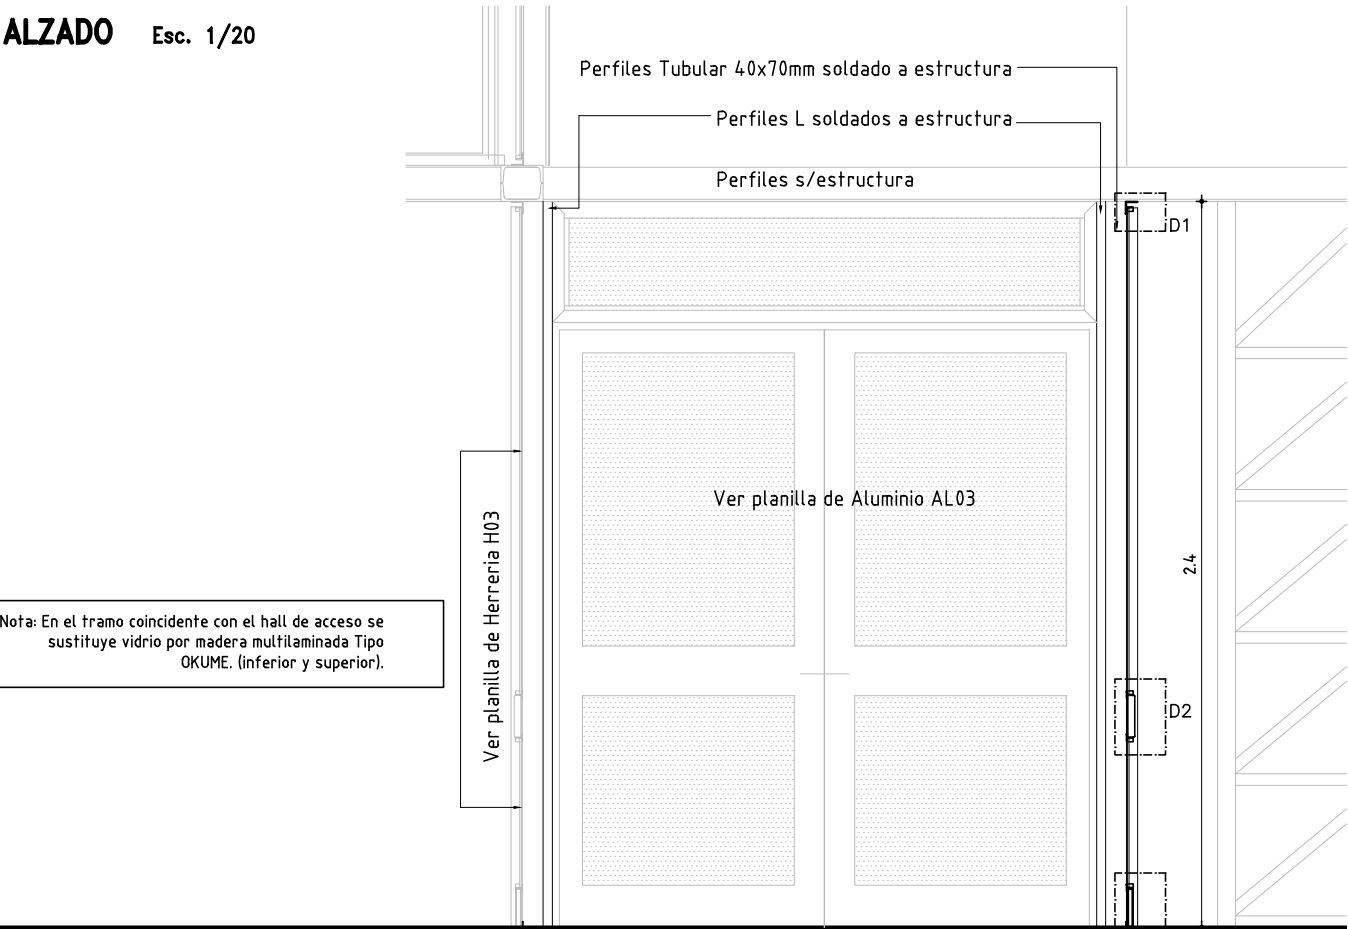 ALZADO Esc. 1/20
Perfiles Tubular 40x70mm soldado a estructura
Perfiles L soldados a estructura
Perfiles s/estructura
D1
Ver planilla de Aluminio AL03
Ver planilla de Herreria H03
2.4
Nota: En el tramo coincidente con el hall de acceso se
sustituye vidrio por madera multilaminada Tipo
OKUME. (inferior y superior).
D2